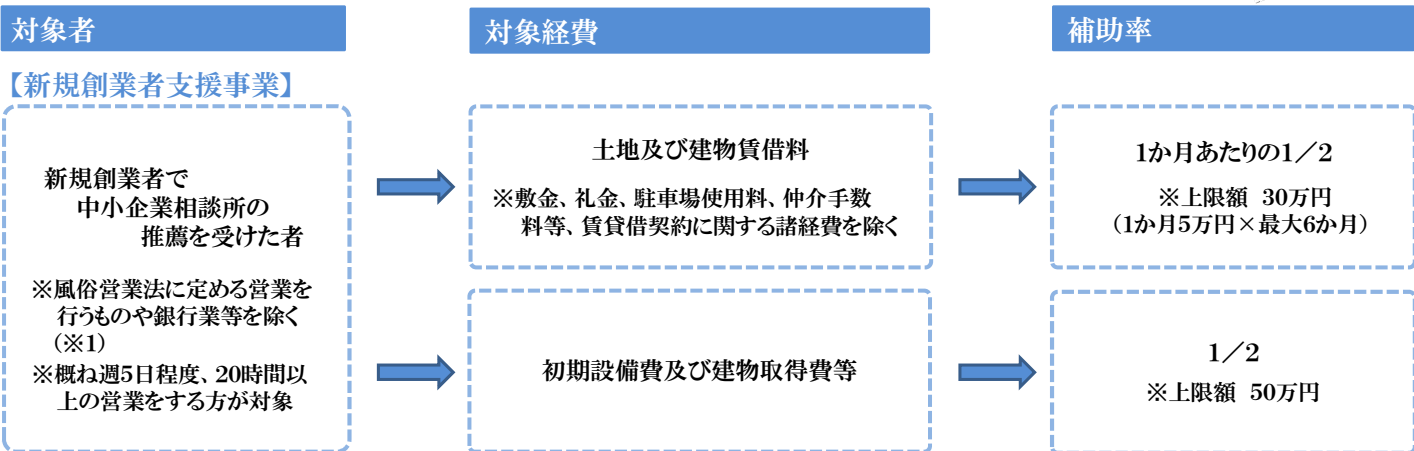 対象者
対象経費
補助率
【新規創業者支援事業】
新規創業者で
中小企業相談所の
推薦を受けた者
※風俗営業法に定める営業を
行うものや銀行業等を除く
（※1）
※概ね週5日程度、20時間以
上の営業をする方が対象
土地及び建物賃借料
※敷金、礼金、駐車場使用料、仲介手数
料等、賃貸借契約に関する諸経費を除く
1か月あたりの1／2
※上限額 30万円
（1か月5万円×最大6か月）
初期設備費及び建物取得費等
1／2
※上限額 50万円